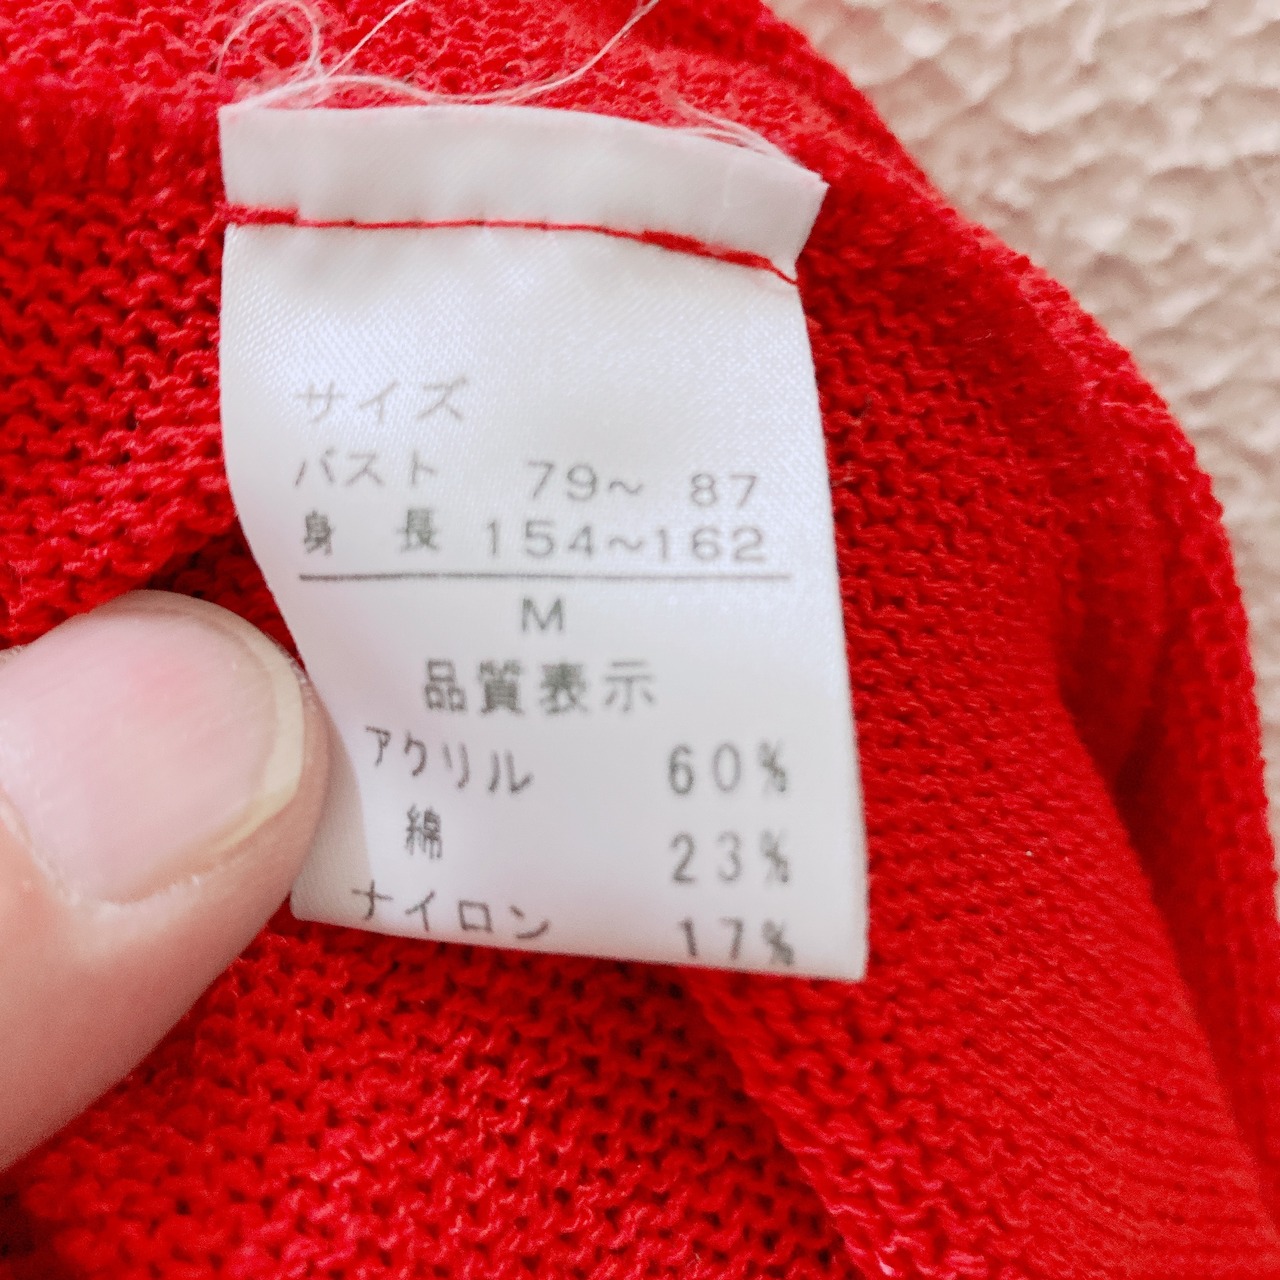 サイズ
バスト 79～ 87
身 長 154～162
M
品質表示
アクリル 60%
綿 23%
ナイロン 17%